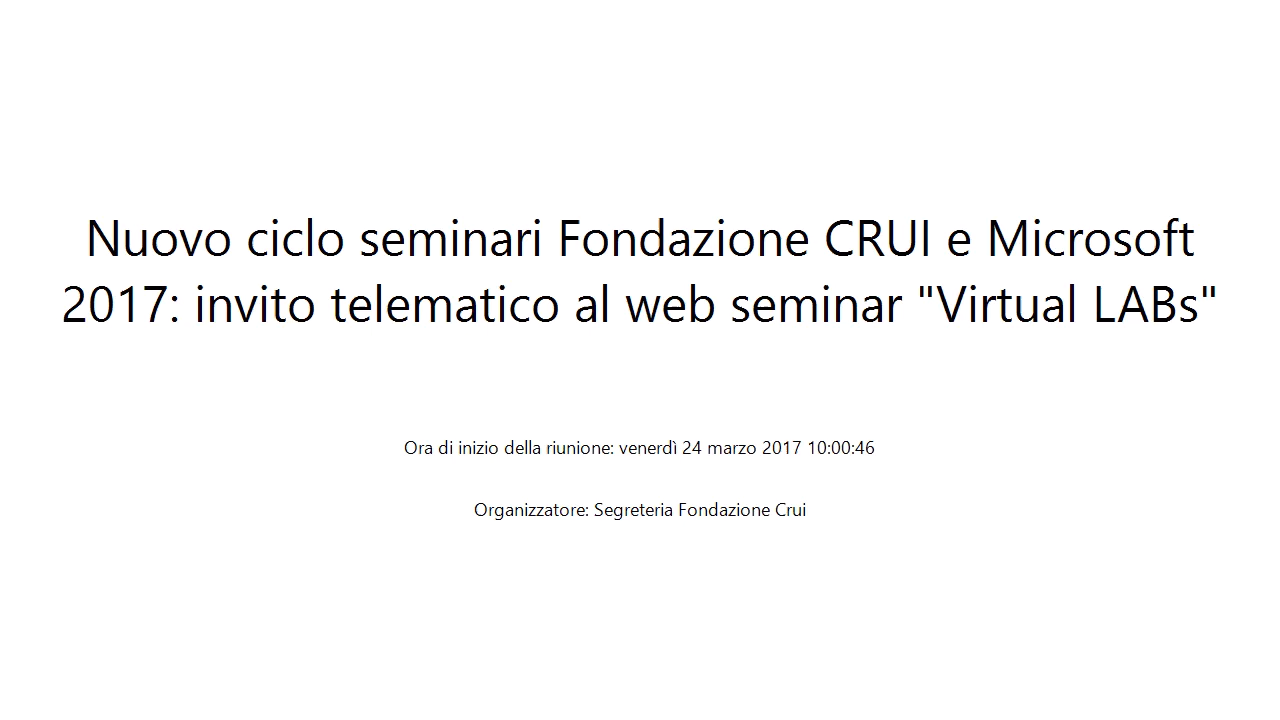 Nuovo ciclo seminari Fondazione CRUI e Microsoft
2017: invito telematico al web seminar "Virtual LABs"
Ora di inizio della riunione: venerdì 24 marzo 2017 10:00:46
Organizzatore: Segreteria Fondazione Crui